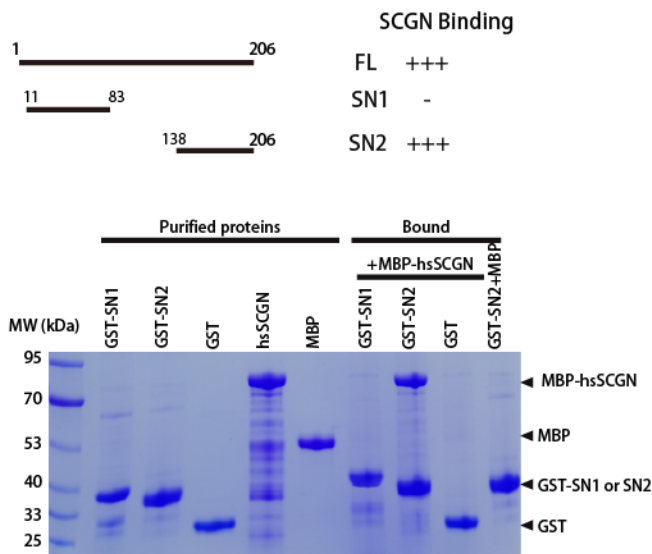 SCGN Binding
1 206
FL +++
11 83
SN1 -
138 206
SN2 +++
Purified proteins Bound
+MBP-hsSCGN
MW (kDa) GST-SN1 GST-SN2 GST hsSCGN MBP GST-SN1 GST-SN2 GST GST-SN2+MBP
95
MBP-hsSCGN
70
53 MBP
40 GST-SN1 or SN2
33
GST
25